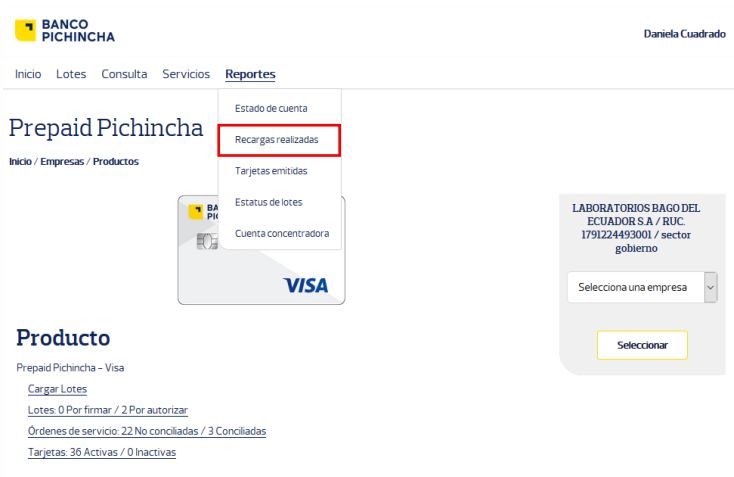 BANCO
PICHINCHA
Daniela Cuadrado
Inicio Lotes Consulta Servicios Reportes
Estado de cuenta
Recargas realizadas
Tarjetas emitidas
Estatus de lotes
Cuenta concentradora
Prepaid Pichincha
Inicio / Empresas / Productos
BA
PI
VISA
LABORATORIOS BAGO DEL
ECUADOR S.A / RUC.
1791224493001 / sector
gobierno
Selecciona una empresa
Seleccionar
Producto
Prepaid Pichincha - Visa
Cargar Lotes
Lotes: 0 Por firmar / 2 Por autorizar
Órdenes de servicio: 22 No conciliadas / 3 Conciliadas
Tarjetas: 36 Activas / 0 Inactivas